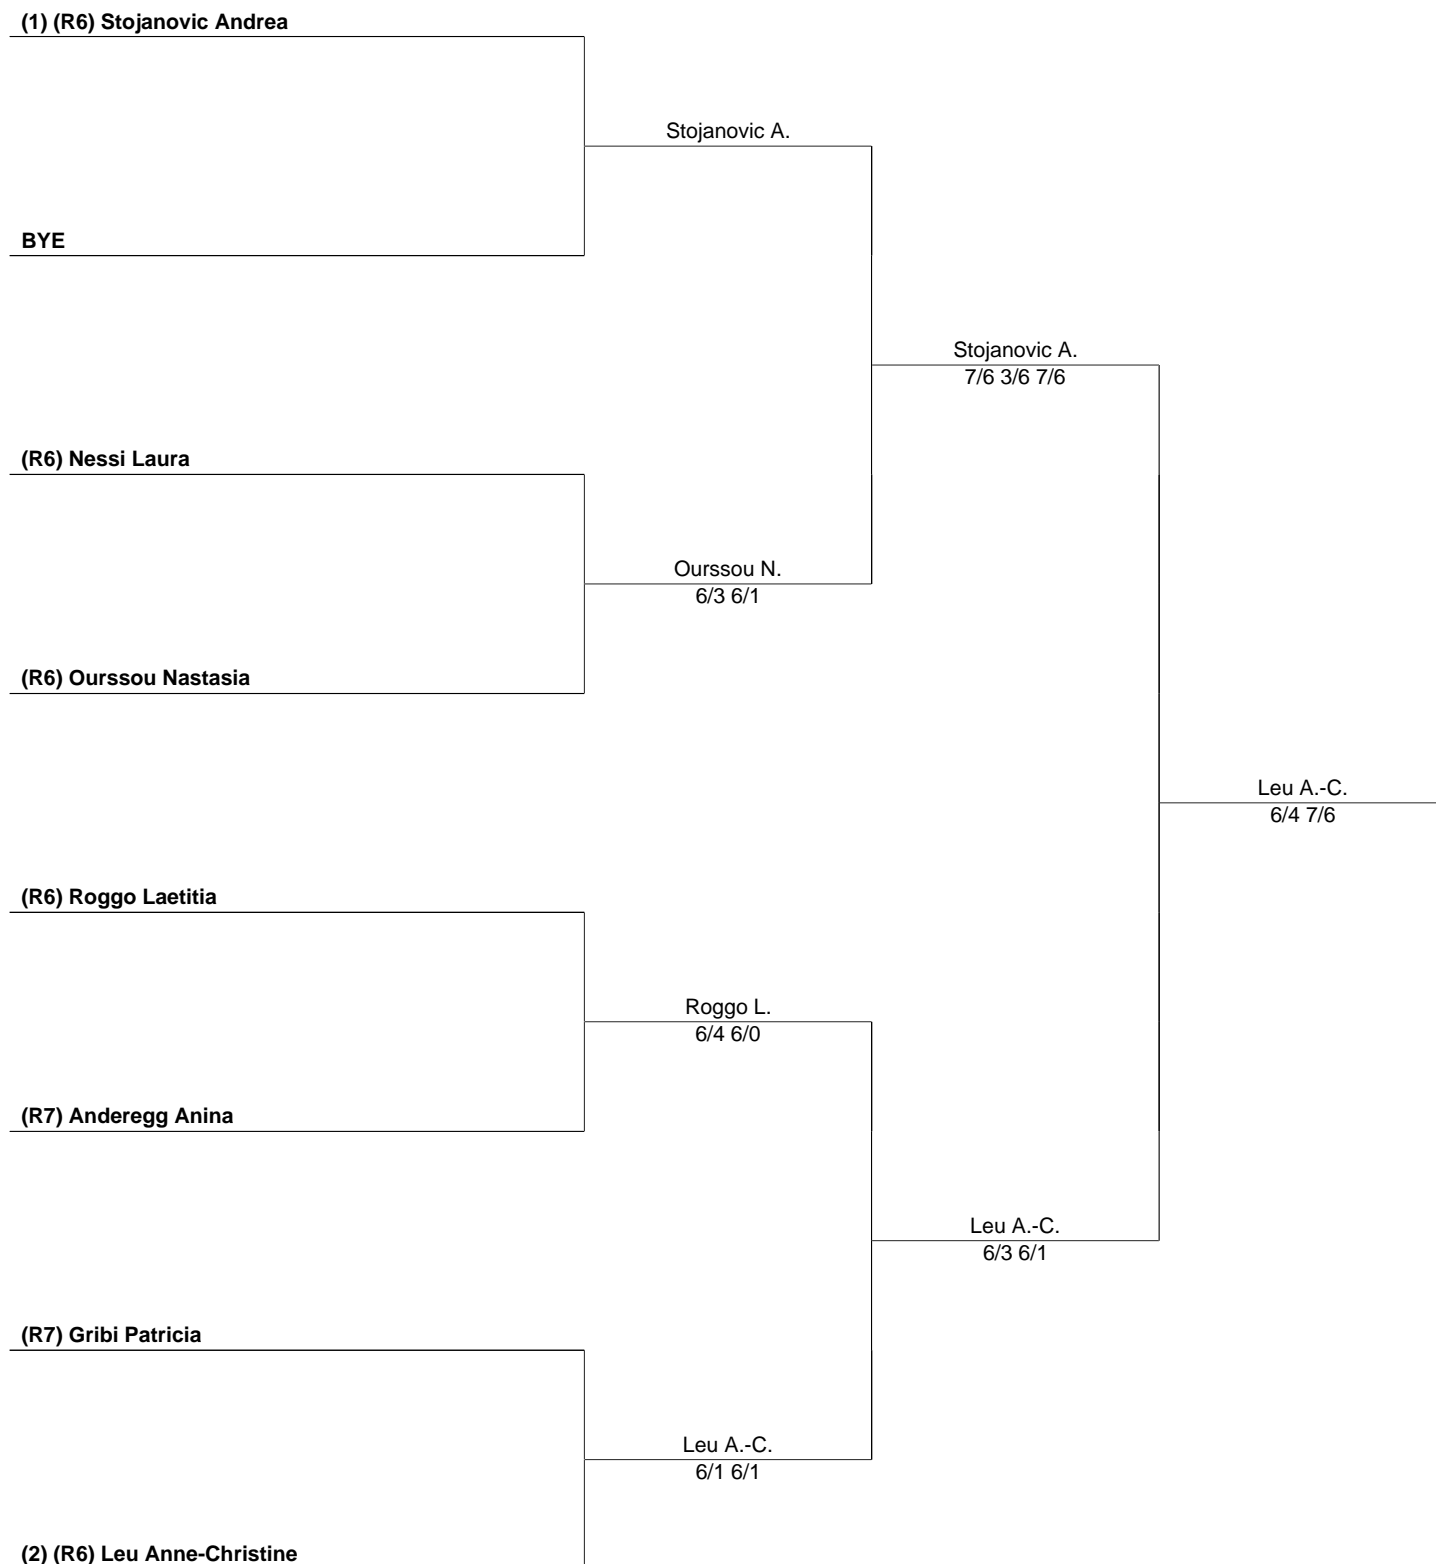 (1) (R6) Stojanovic Andrea
Stojanovic A.
BYE
Stojanovic A.
7/6 3/6 7/6
(R6) Nessi Laura
Ourssou N.
6/3 6/1
(R6) Ourssou Nastasia
Leu A.-C.
6/4 7/6
(R6) Roggo Laetitia
Roggo L.
6/4 6/0
(R7) Anderegg Anina
Leu A.-C.
6/3 6/1
(R7) Gribi Patricia
Leu A.-C.
6/1 6/1
(2) (R6) Leu Anne-Christine